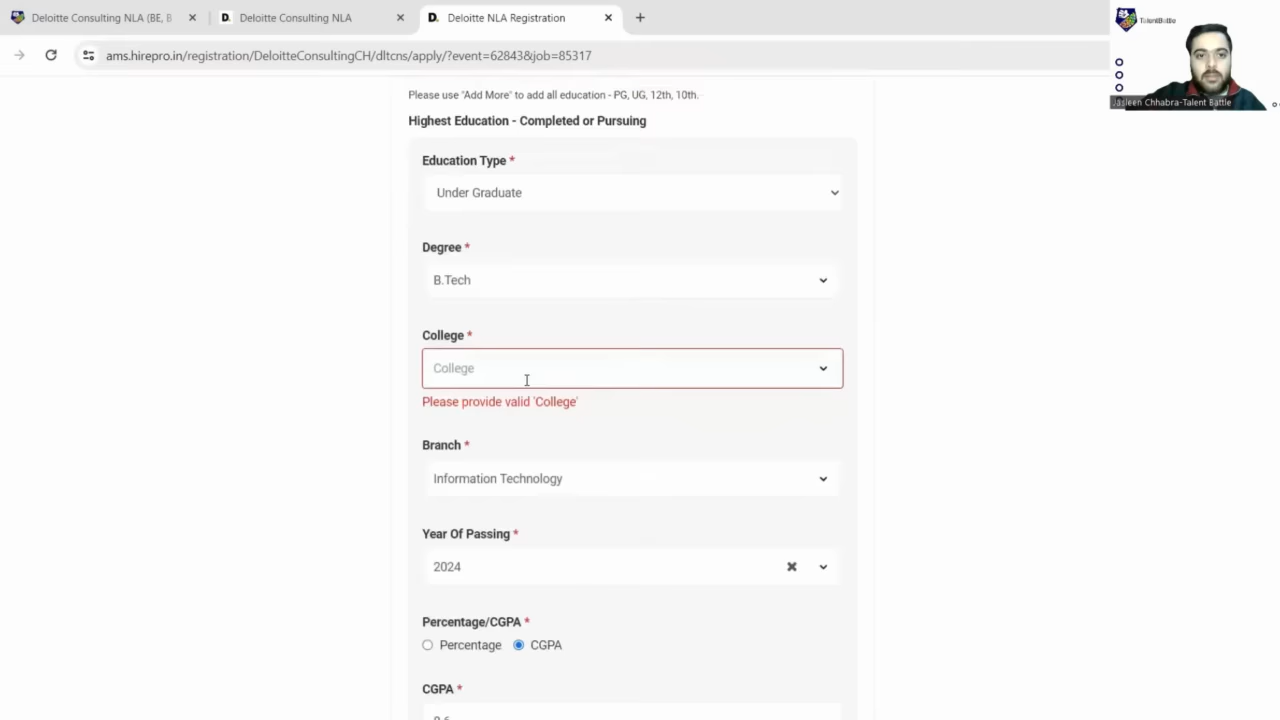 Deloitte Consulting NLA (BE, B
Deloitte Consulting NLA
D. Deloitte NLA Registration
ams.hirepro.in/registration/DeloitteConsultingCH/dltcns/apply/?event=62843&job=85317
TalentBattle
Jasleen Chhabra-Talent Battle
Please use "Add More" to add all education - PG, UG, 12th, 10th.
Highest Education - Completed or Pursuing
Education Type *
Under Graduate
Degree *
B.Tech
College *
College
Please provide valid 'College'
Branch *
Information Technology
Year Of Passing *
2024
Percentage/CGPA *
Percentage CGPA
CGPA *